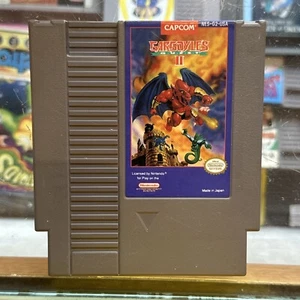 CAPCOM
NES-G2-USA
GARGOYLE'S
QUEST
II
Licensed by Nintendo
for Play on the
Nintendo
Made in Japan